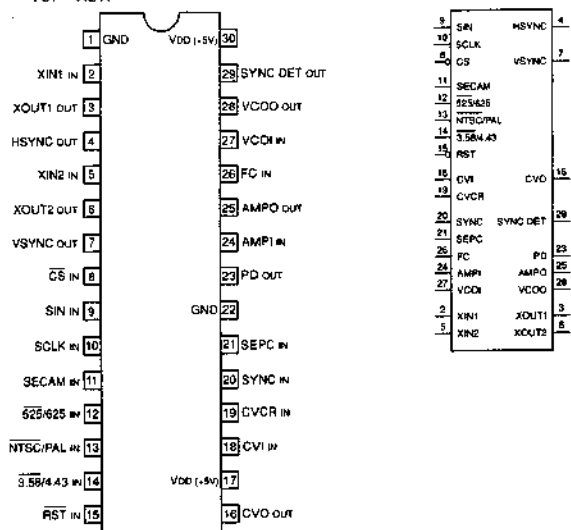 1 GND VDD (+5V) 30
XIN1 IN 2 29 SYNC DET OUT
XOUT1 OUT 3 28 VCOO OUT
HSYNC OUT 4 27 VCOI IN
XIN2 IN 5 26 FC IN
XOUT2 OUT 6 25 AMPO OUT
VSYNC OUT 7 24 AMPI IN
CS IN 8 23 PD OUT
SIN IN 9 GND 22
SCLK IN 10 21 SEPC IN
SECAM IN 11 20 SYNC IN
525/625 IN 12 19 CVCR IN
NTSC/PAL IN 13 18 CVI IN
3.58/4.43 IN 14 VDD (+5V) 17
RST IN 15 16 CVO OUT
9 SIN HSYNC 4
10 SCLK
8 CS VSYNC 7
11 SECAM
12 525/625
13 NTSC/PAL
14 3.58/4.43
15 RST
18 CVI CVO 16
19 CVCR
20 SYNC SYNC DET 29
21 SEPC
26 FC PD 23
24 AMPI AMPO 25
27 VCOI VCOO 28
2 XIN1 XOUT1 3
5 XIN2 XOUT2 6